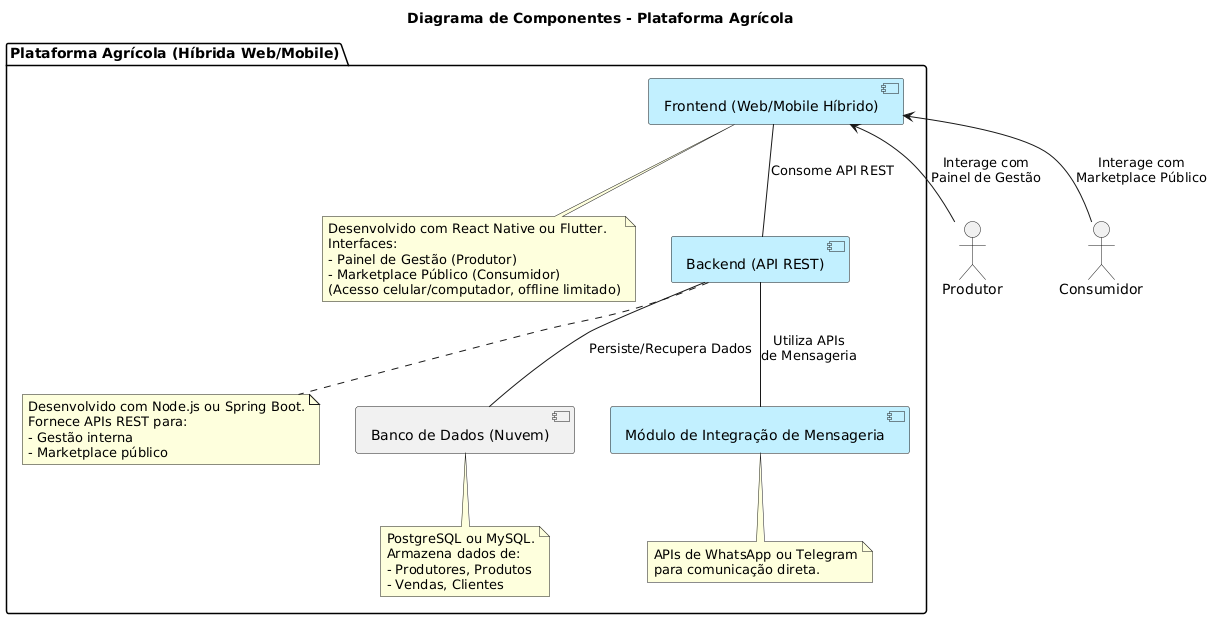 Diagrama de Componentes - Plataforma Agrícola
Plataforma Agrícola (Híbrida Web/Mobile)
Frontend (Web/Mobile Híbrido)
Consome API REST
Interage com
Painel de Gestão
Interage com
Marketplace Público
Desenvolvido com React Native ou Flutter.
Interfaces:
- Painel de Gestão (Produtor)
- Marketplace Público (Consumidor)
(Acesso celular/computador, offline limitado)
Backend (API REST)
Produtor
Consumidor
Persiste/Recupera Dados
Utiliza APIs
de Mensageria
Desenvolvido com Node.js ou Spring Boot.
Fornece APIs REST para:
- Gestão interna
- Marketplace público
Banco de Dados (Nuvem)
Módulo de Integração de Mensageria
PostgreSQL ou MySQL.
Armazena dados de:
- Produtores, Produtos
- Vendas, Clientes
APIs de WhatsApp ou Telegram
para comunicação direta.